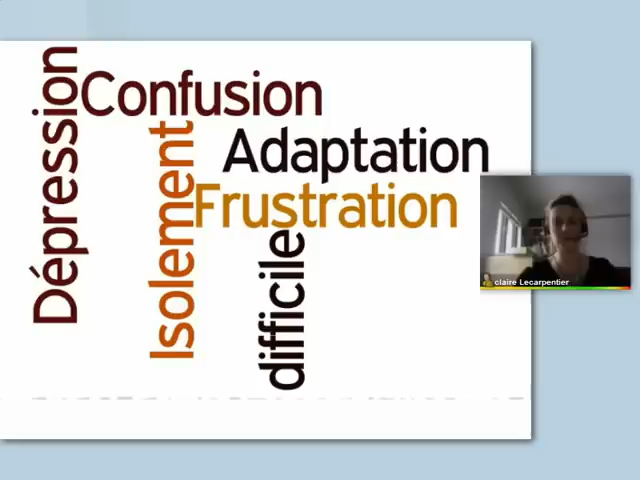 Dépression
Confusion
Isolement
Adaptation
Frustration
difficile
claire Lecarpentier